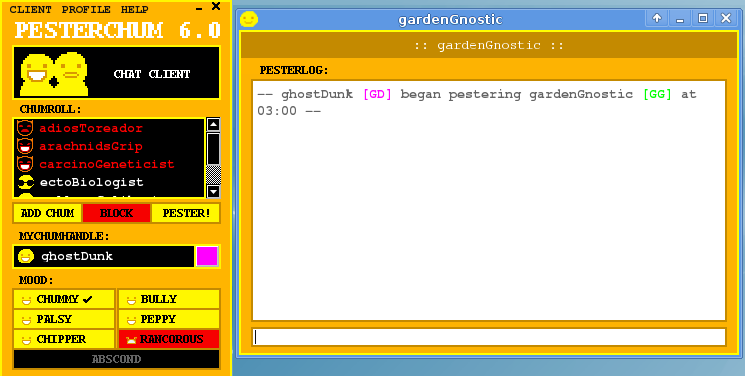 CLIENT PROFILE HELP
PESTERCHUM 6.0
CHAT CLIENT
CHUMROLL:
adiosToreador
arachnidsGrip
carcinoGeneticist
ectoBiologist
ADD CHUM BLOCK PESTER!
MYCHUMHANDLE:
ghostDunk
MOOD:
CHUMMY BULLY
PALSY PEPPY
CHIPPER RANCOROUS
ABSCOND
gardenGnostic
:: gardenGnostic ::
PESTERLOG:
-- ghostDunk [GD] began pestering gardenGnostic [GG] at
03:00 --